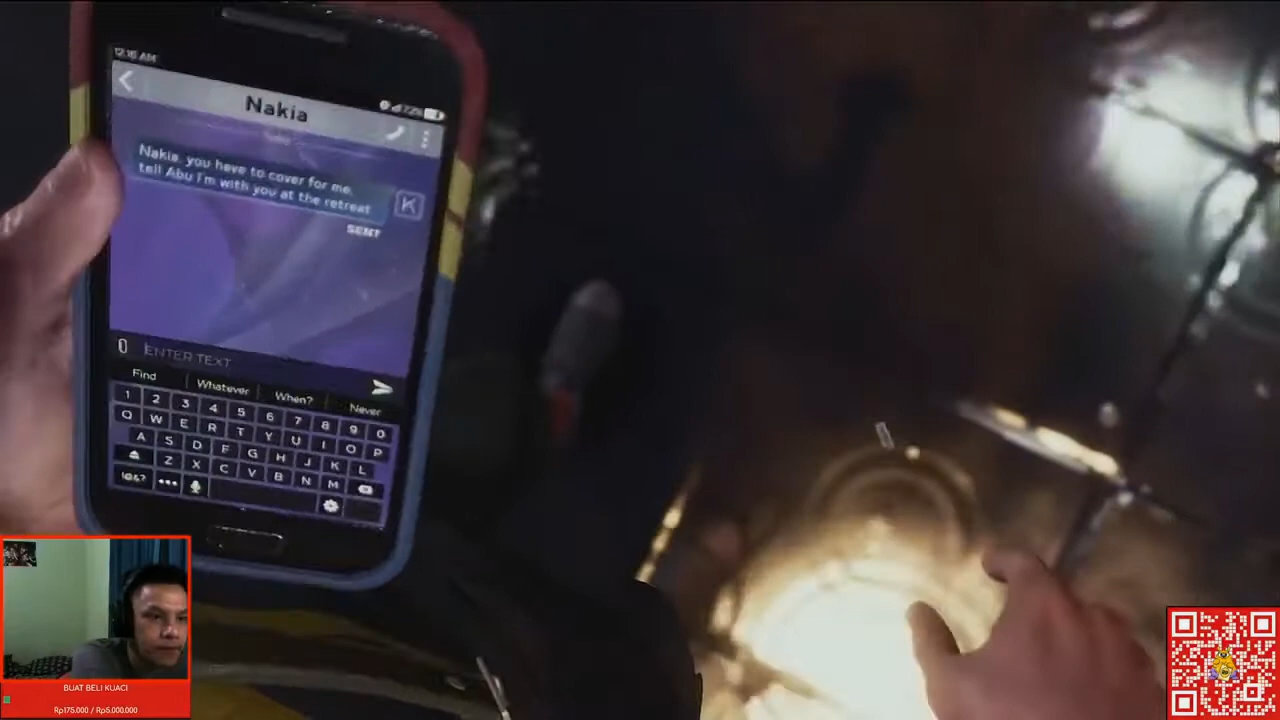 12:16 AM
Nakia
Nakia, you have to cover for me,
tell Abu I'm with you at the retreat
K
SENT
ENTER TEXT
Find Whatever When? Never
1 2 3 4 5 6 7 8 9 0
Q W E R T Y U I O P
A S D F G H J K L
Z X C V B N M
!@&?
BUAT BELI KUACI
Rp175.000 / Rp5.000.000